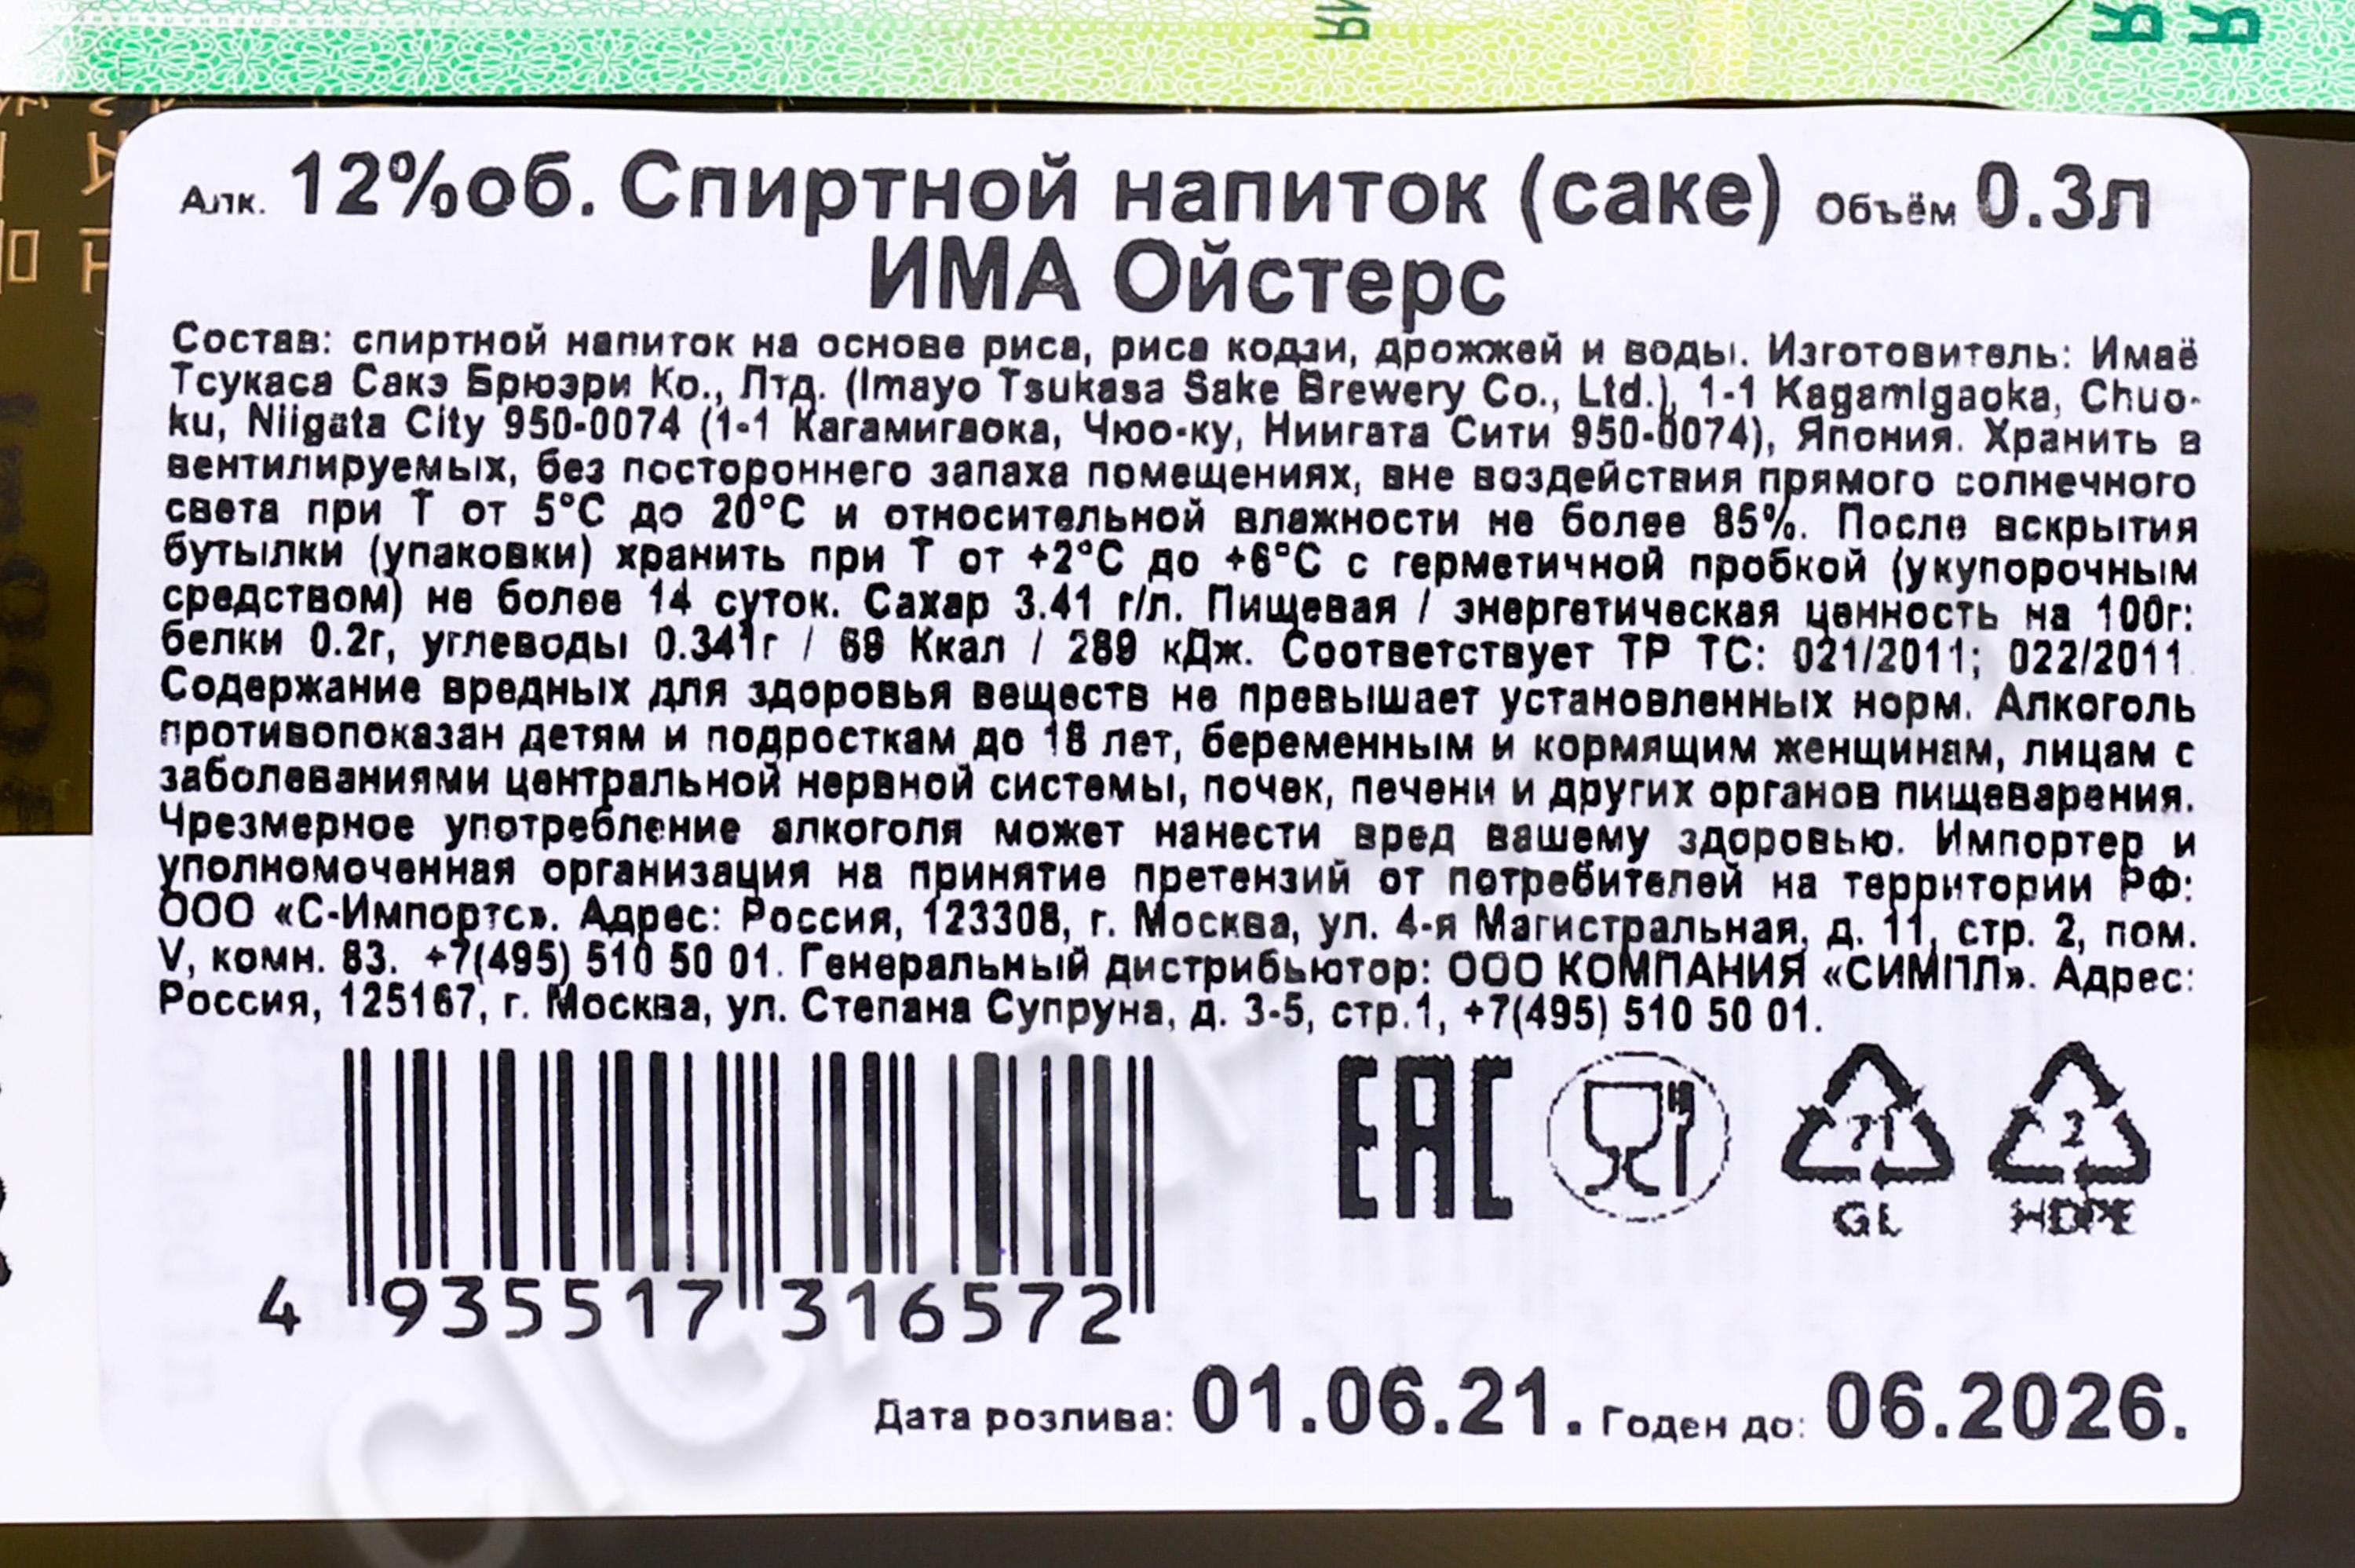 Алк. 12%об. Спиртной напиток (саке) Объём 0.3л
ИМА Ойстерс
Состав: спиртной напиток на основе риса, риса кодзи, дрожжей и воды. Изготовитель: Имаё
Тсукаса Сакэ Брюэри Ко., Лтд. (Imayo Tsukasa Sake Brewery Co., Ltd.), 1-1 Kagamigaoka, Chuo-
ku, Niigata City 950-0074 (1-1 Кагамигаока, Чюо-ку, Ниигата Сити 950-0074), Япония. Хранить в
вентилируемых, без постороннего запаха помещениях, вне воздействия прямого солнечного
света при Т от 5°C до 20°C и относительной влажности не более 85%. После вскрытия
бутылки (упаковки) хранить при Т от +2°C до +6°C с герметичной пробкой (укупорочным
средством) не более 14 суток. Сахар 3.41 г/л. Пищевая / энергетическая ценность на 100г:
белки 0.2г, углеводы 0.341г / 69 Ккал / 289 кДж. Соответствует ТР ТС: 021/2011; 022/2011
Содержание вредных для здоровья веществ не превышает установленных норм. Алкоголь
противопоказан детям и подросткам до 18 лет, беременным и кормящим женщинам, лицам с
заболеваниями центральной нервной системы, почек, печени и других органов пищеварения.
Чрезмерное употребление алкоголя может нанести вред вашему здоровью. Импортер и
уполномоченная организация на принятие претензий от потребителей на территории РФ:
ООО «С-Импортс». Адрес: Россия, 123308, г. Москва, ул. 4-я Магистральная, д. 11, стр. 2, пом.
V, комн. 83. +7(495) 510 50 01. Генеральный дистрибьютор: ООО КОМПАНИЯ «СИМПЛ». Адрес:
Россия, 125167, г. Москва, ул. Степана Супруна, д. 3-5, стр.1, +7(495) 510 50 01.
EAC
71
GL
2
HDPE
4 935517 316572
Дата розлива: 01.06.21. Годен до: 06.2026.